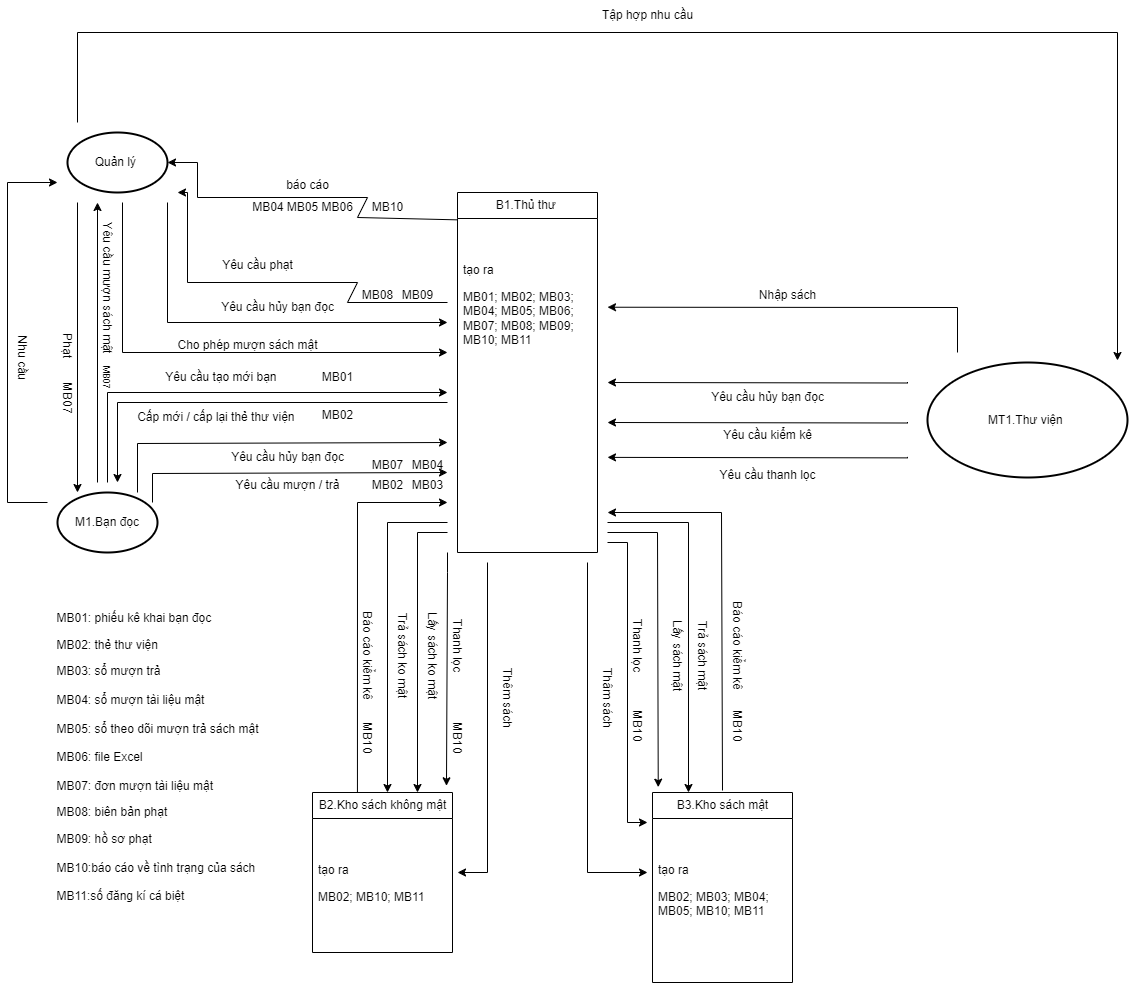 Tập hợp nhu cầu
Quản lý
báo cáo
MB04 MB05 MB06
MB10
B1.Thủ thư
tạo ra
MB01; MB02; MB03;
MB04; MB05; MB06;
MB07; MB08; MB09;
MB10; MB11
Yêu cầu phạt
MB08 MB09
Yêu cầu hủy bạn đọc
Cho phép mượn sách mật
Yêu cầu tạo mới bạn
MB01
Cấp mới / cấp lại thẻ thư viện
MB02
Yêu cầu hủy bạn đọc
MB07 MB04
Yêu cầu mượn / trả
MB02 MB03
Nhu cầu
Phạt MB07
Yêu cầu mượn sách mật MB07
M1.Bạn đọc
Nhập sách
Yêu cầu hủy bạn đọc
Yêu cầu kiểm kê
Yêu cầu thanh lọc
MT1.Thư viện
Báo cáo kiểm kê MB10
Trả sách ko mật
Lấy sách ko mật
Thanh lọc MB10
Thêm sách
Thâm sách
Thanh lọc MB10
Lấy sách mật
Trả sách mật
Báo cáo kiểm kê MB10
MB01: phiếu kê khai bạn đọc
MB02: thẻ thư viện
MB03: sổ mượn trả
MB04: sổ mượn tài liệu mật
MB05: sổ theo dõi mượn trả sách mật
MB06: file Excel
MB07: đơn mượn tài liệu mật
MB08: biên bản phạt
MB09: hồ sơ phạt
MB10:báo cáo về tình trạng của sách
MB11:số đăng kí cá biệt
B2.Kho sách không mật
tạo ra
MB02; MB10; MB11
B3.Kho sách mật
tạo ra
MB02; MB03; MB04;
MB05; MB10; MB11